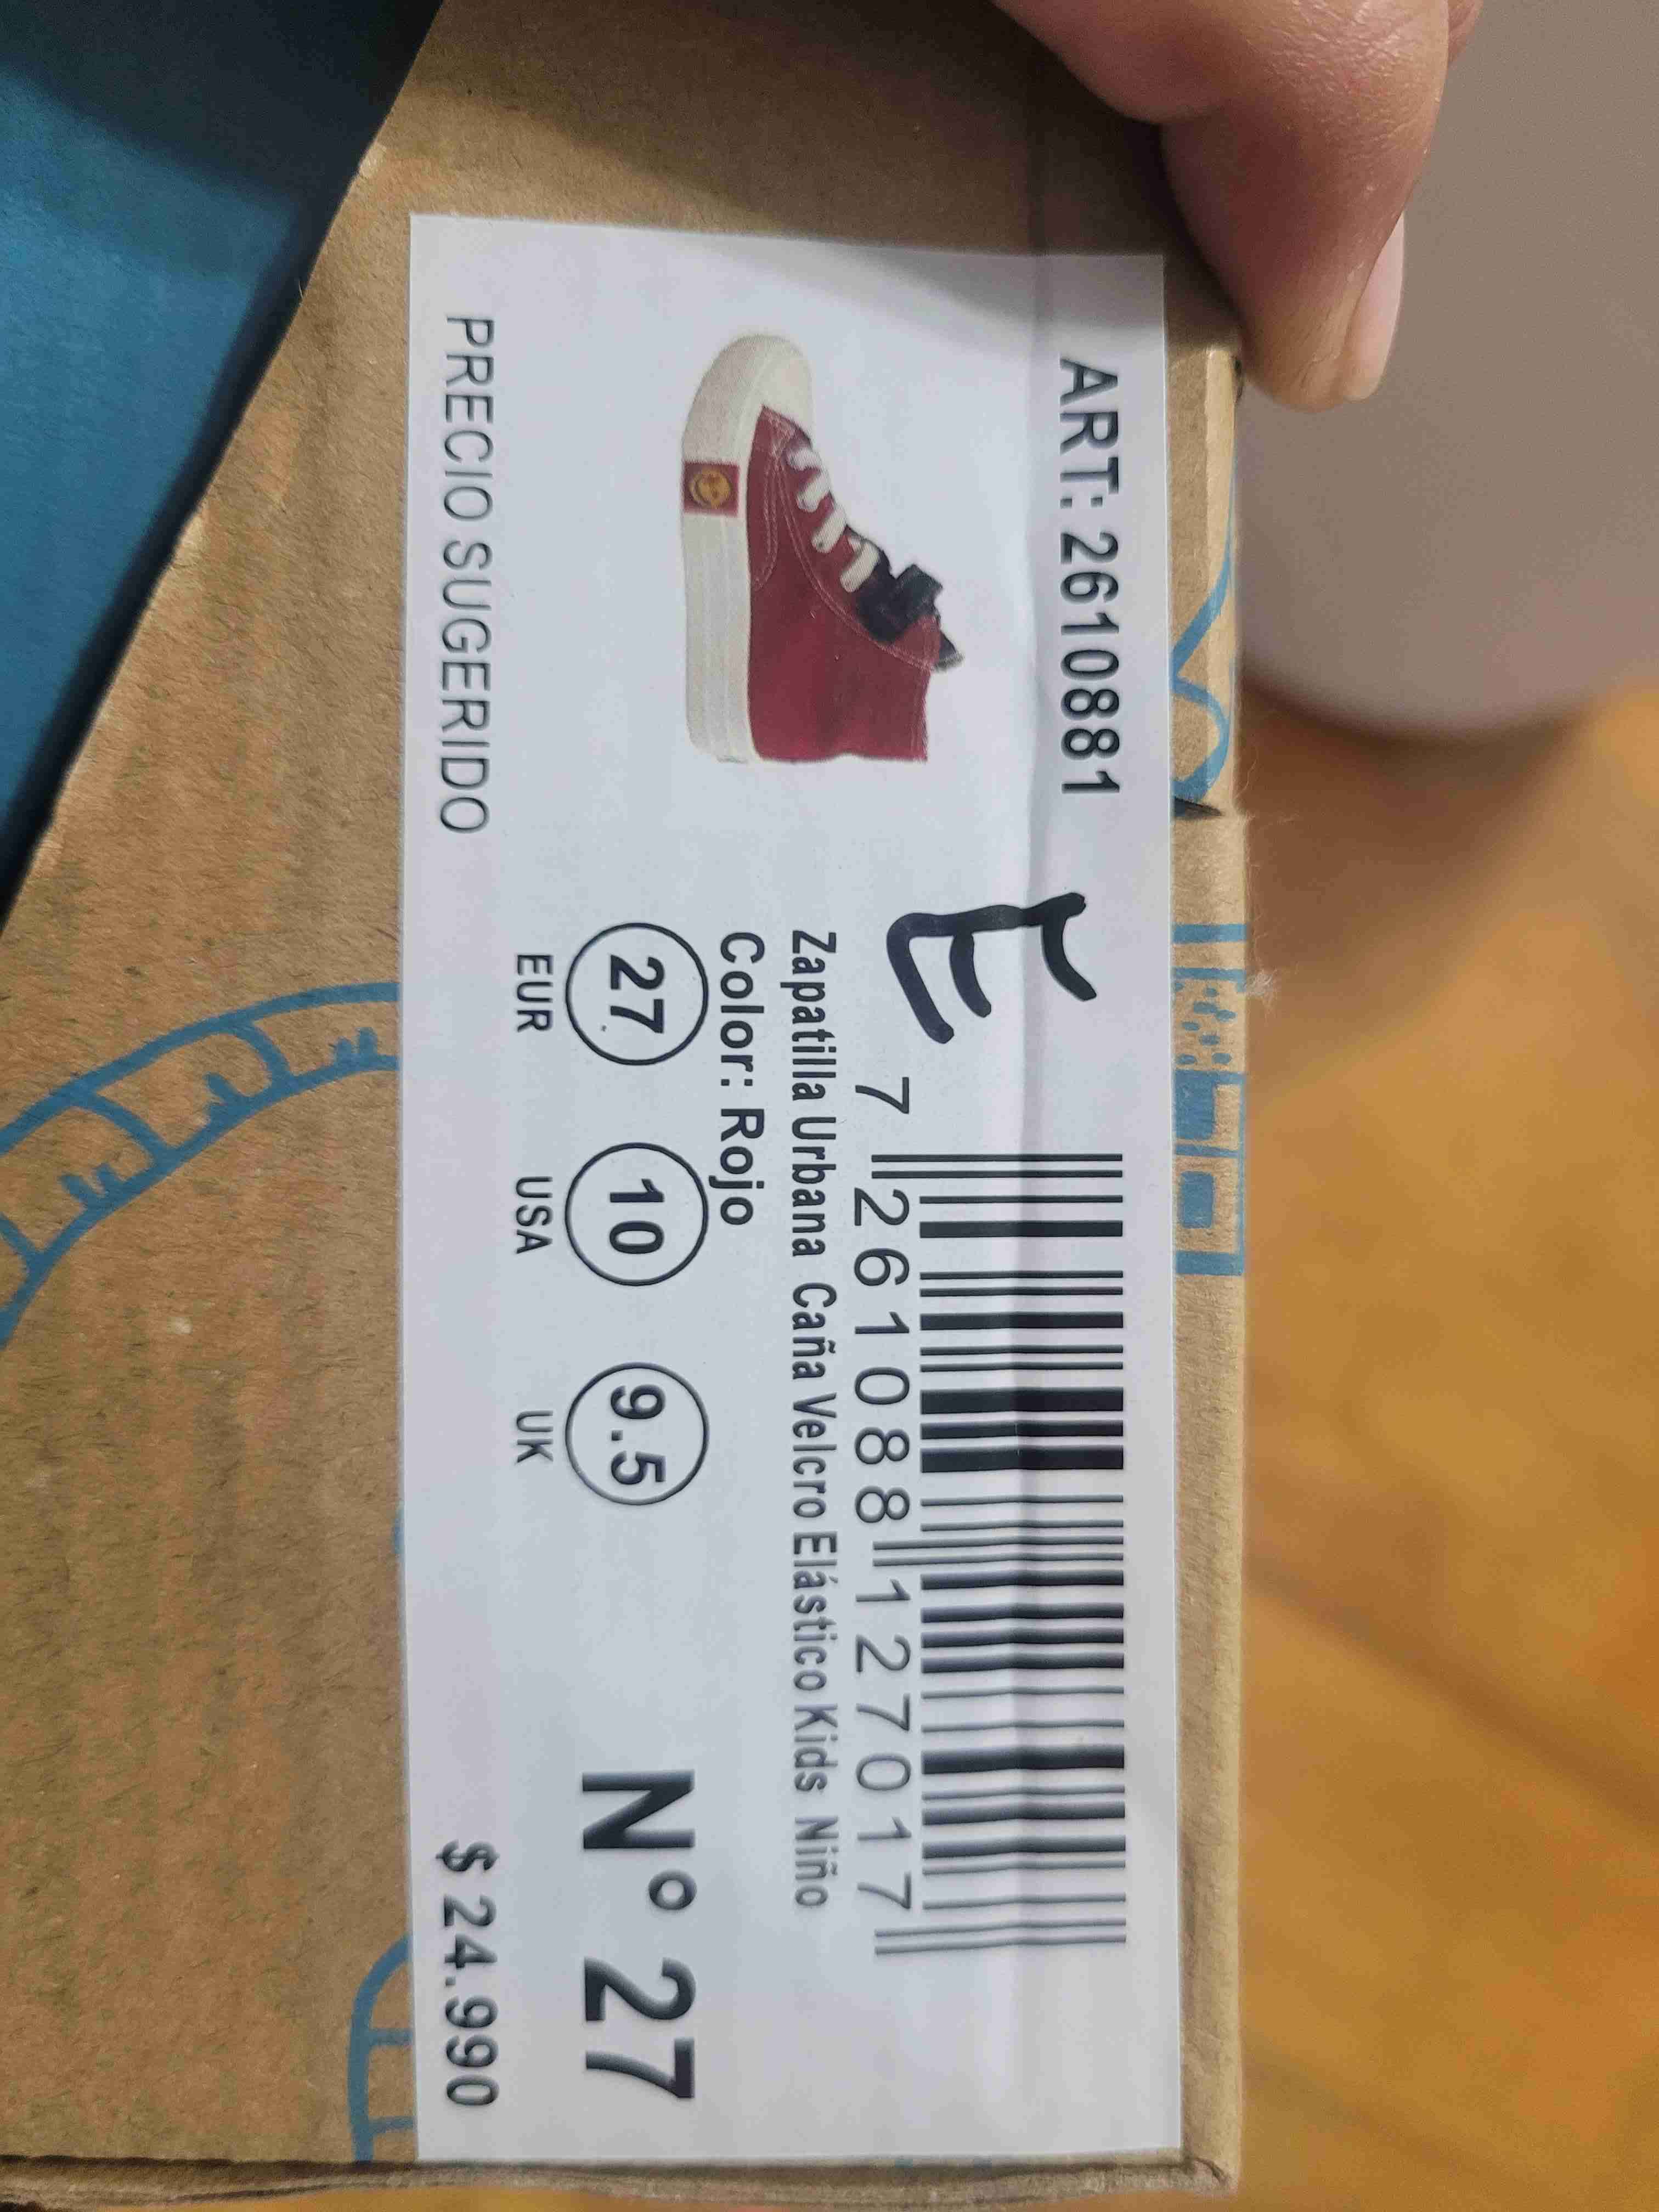 ART: 2610881
E
7 261088 127017
Zapatilla Urbana Caña Velcro Elástico Kids Niño
Color: Rojo
27 10 9.5
EUR USA UK
N° 27
PRECIO SUGERIDO $ 24.990